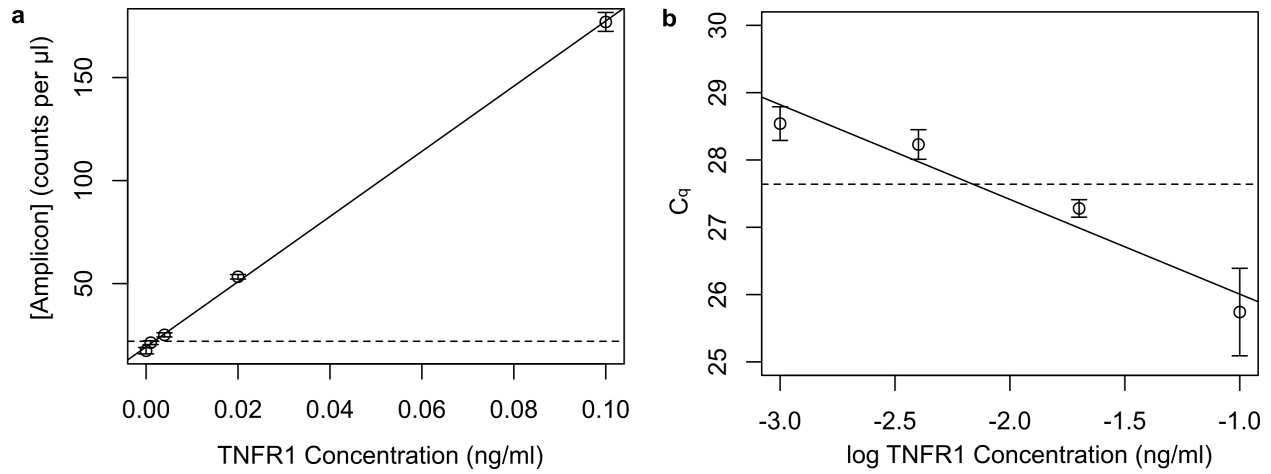 a
[Amplicon] (counts per µl)
150
100
50
0.00 0.02 0.04 0.06 0.08 0.10
TNFR1 Concentration (ng/ml)
b
Cq
30
29
28
27
26
25
-3.0 -2.5 -2.0 -1.5 -1.0
log TNFR1 Concentration (ng/ml)